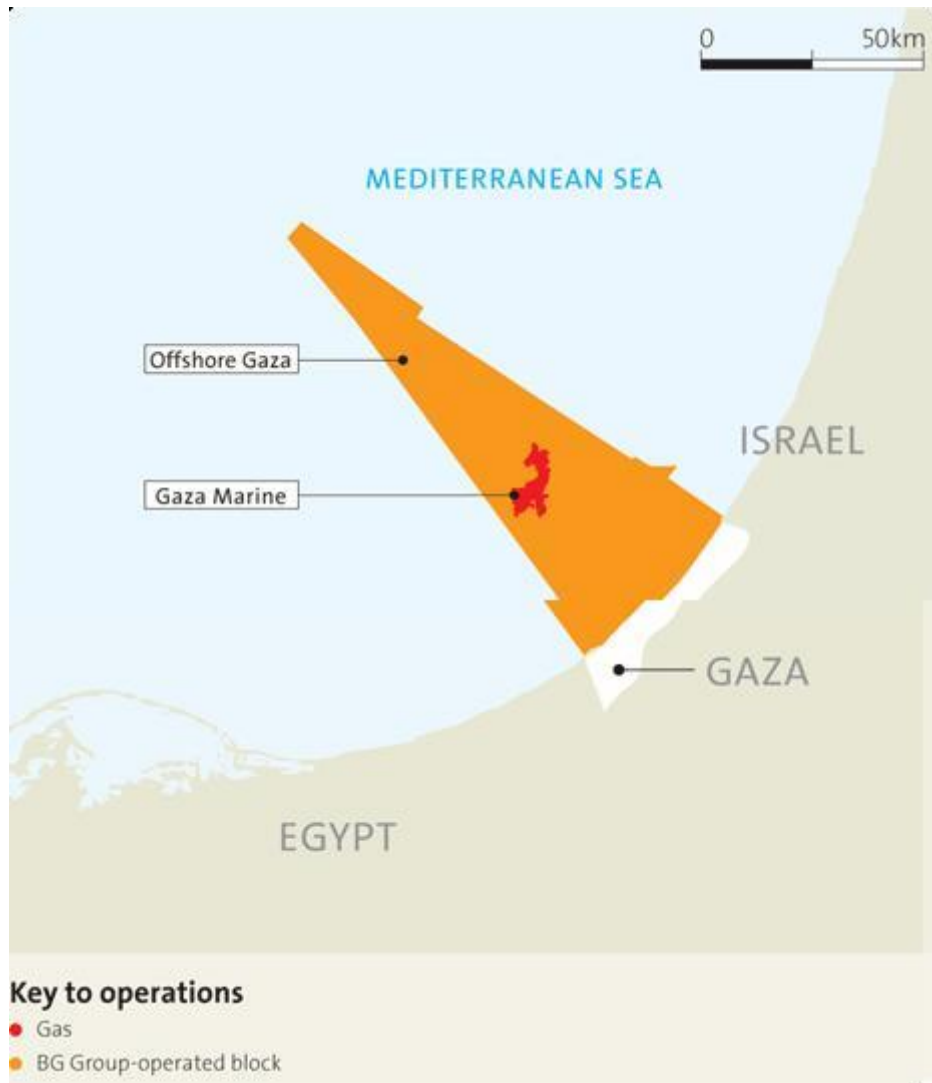 0 50km
MEDITERRANEAN SEA
Offshore Gaza
ISRAEL
Gaza Marine
GAZA
EGYPT
Key to operations
Gas
BG Group-operated block